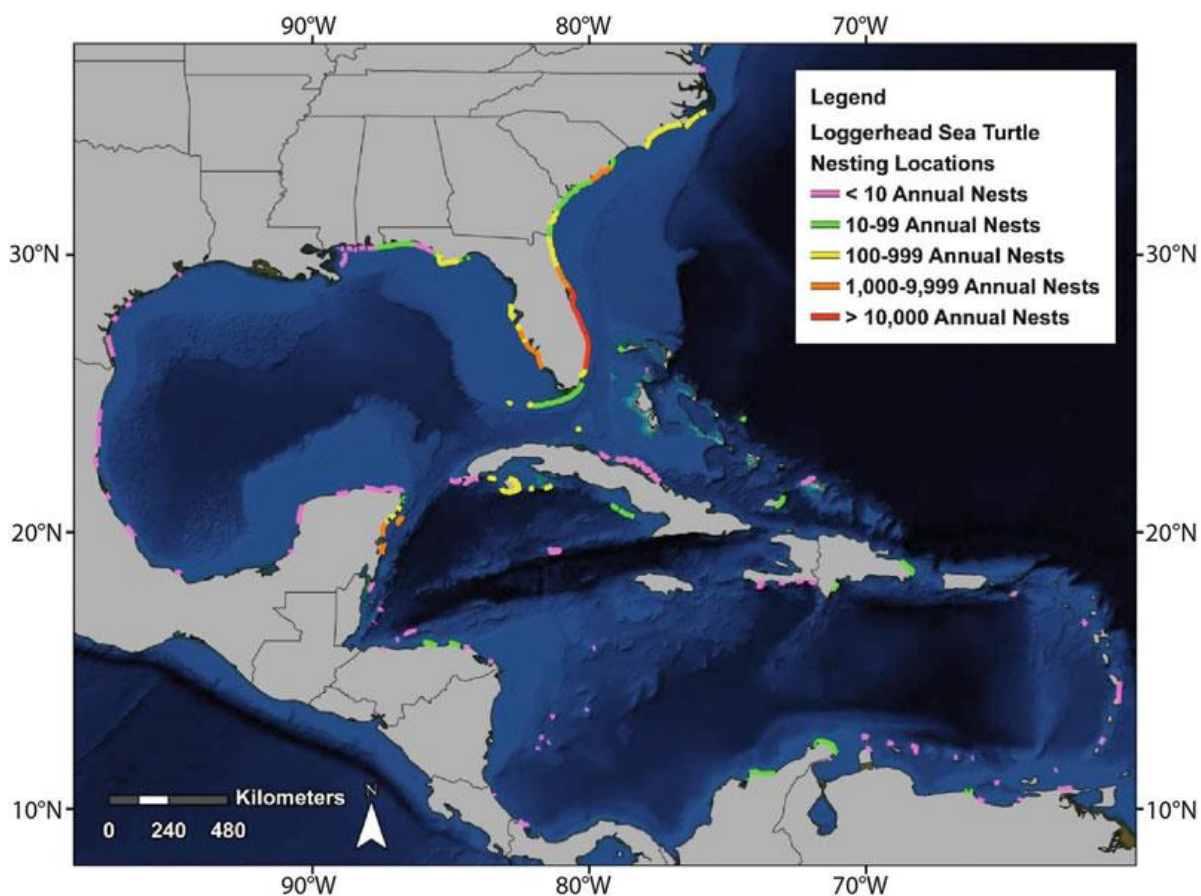 90°W 80°W 70°W
Legend
Loggerhead Sea Turtle
Nesting Locations
< 10 Annual Nests
10-99 Annual Nests
100-999 Annual Nests
1,000-9,999 Annual Nests
> 10,000 Annual Nests
30°N 30°N
20°N 20°N
10°N 10°N
N
Kilometers
0 240 480
90°W 80°W 70°W